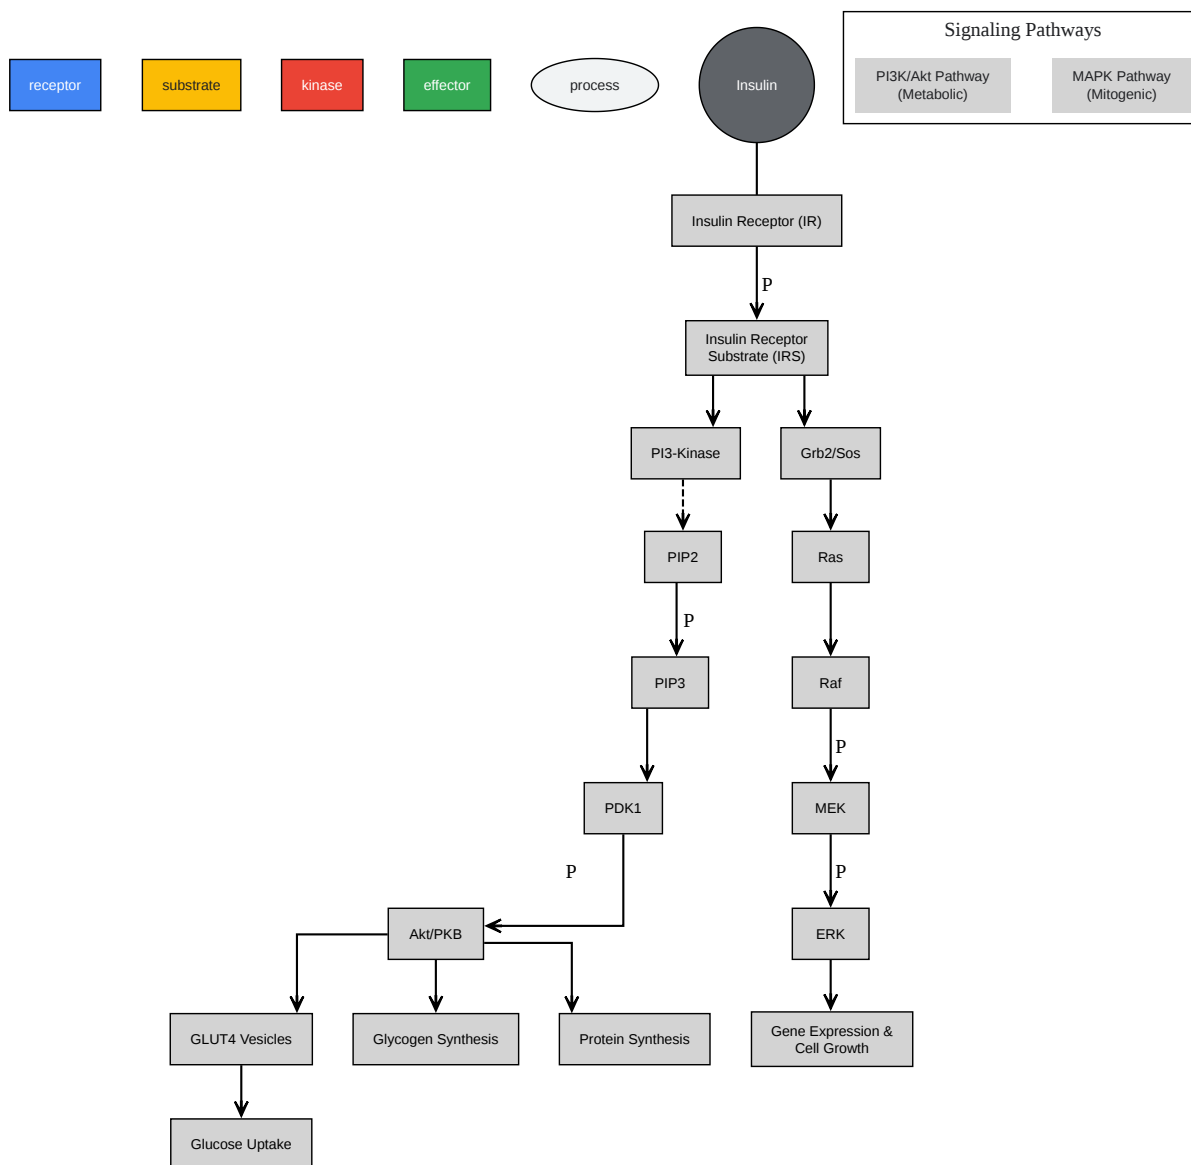 Signaling Pathways
receptor
substrate
kinase
effector
process
Insulin
PI3K/Akt Pathway
(Metabolic)
MAPK Pathway
(Mitogenic)
Insulin Receptor (IR)
P
Insulin Receptor
Substrate (IRS)
PI3-Kinase
Grb2/Sos
PIP2
Ras
P
PIP3
Raf
P
PDK1
MEK
P
P
Akt/PKB
ERK
GLUT4 Vesicles
Glycogen Synthesis
Protein Synthesis
Gene Expression &
Cell Growth
Glucose Uptake